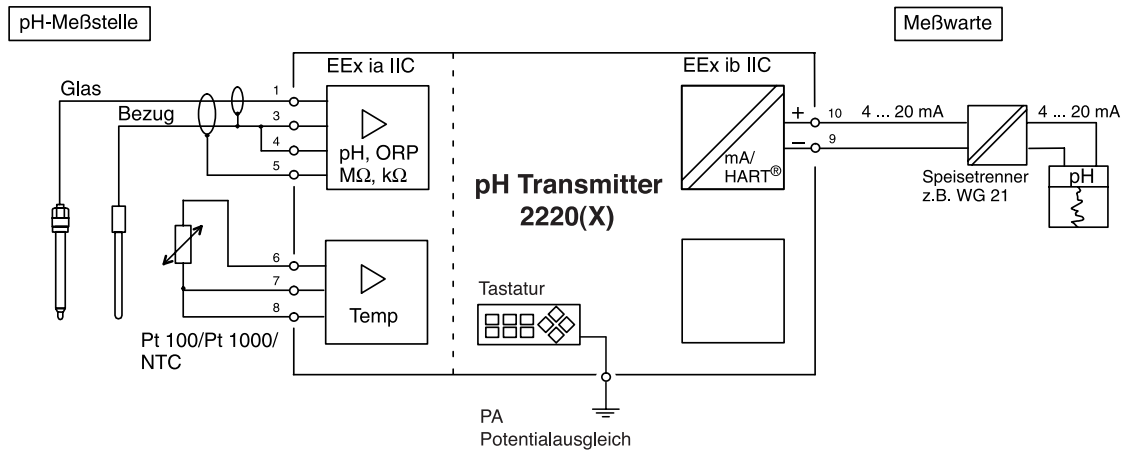 pH-Meßstelle
Meßwarte
EEx ia IIC
EEx ib IIC
Glas
Bezug
1
3
4
5
pH, ORP
MΩ, kΩ
+
10
4 ... 20 mA
4 ... 20 mA
−
9
mA/
HART®
Speisetrenner
z.B. WG 21
pH
pH Transmitter
2220(X)
6
7
8
Temp
Tastatur
Pt 100/Pt 1000/
NTC
PA
Potentialausgleich